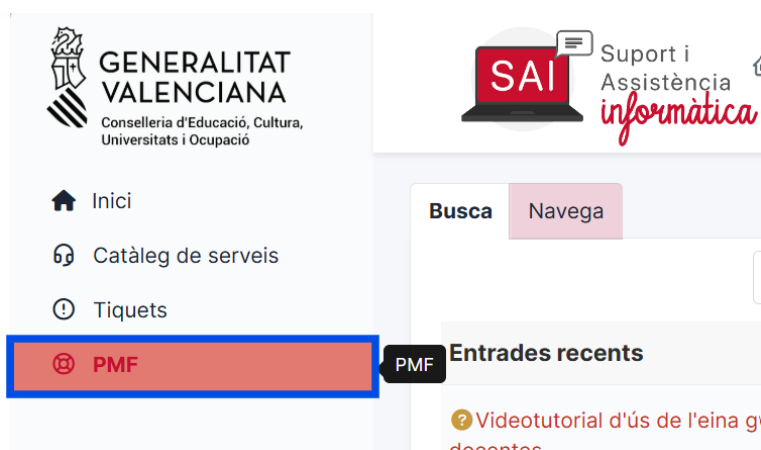 GENERALITAT
VALENCIANA
Conselleria d'Educació, Cultura,
Universitats i Ocupació
SAI
Suport i
Assistència
informàtica
Inici
Catàleg de serveis
Tiquets
PMF
PMF
Busca
Navega
Entrades recents
Videotutorial d'ús de l'eina